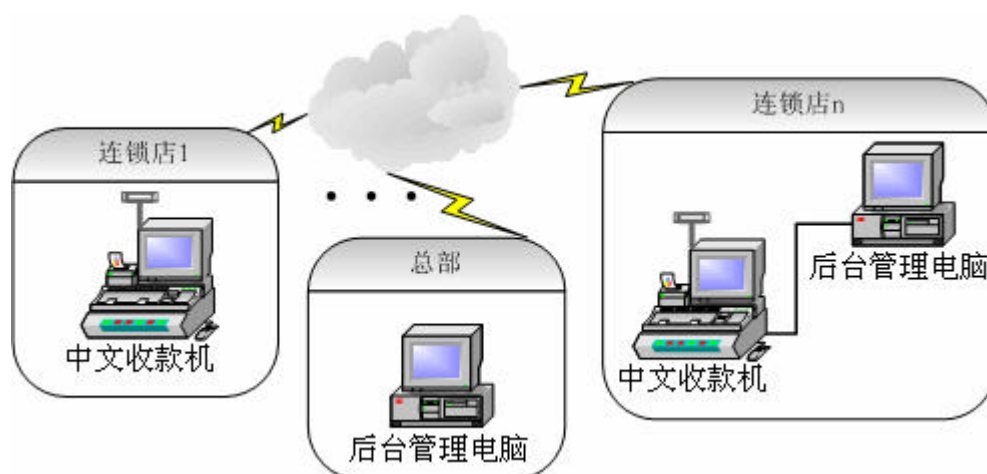 连锁店1
中文收款机
总部
后台管理电脑
连锁店n
后台管理电脑
中文收款机